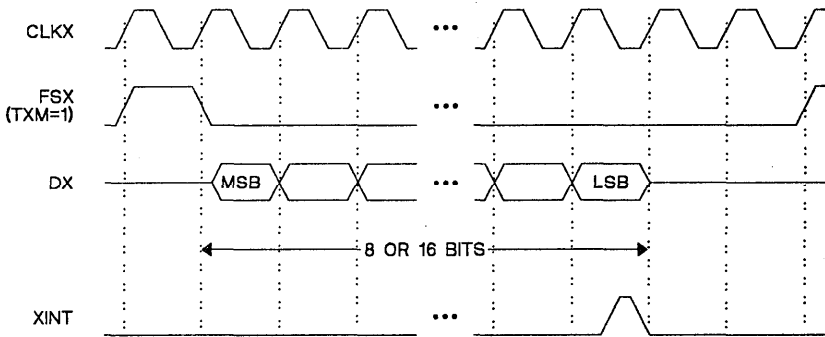 CLKX
•••
FSX
(TXM=1)
•••
DX
MSB
•••
LSB
8 OR 16 BITS
XINT
•••